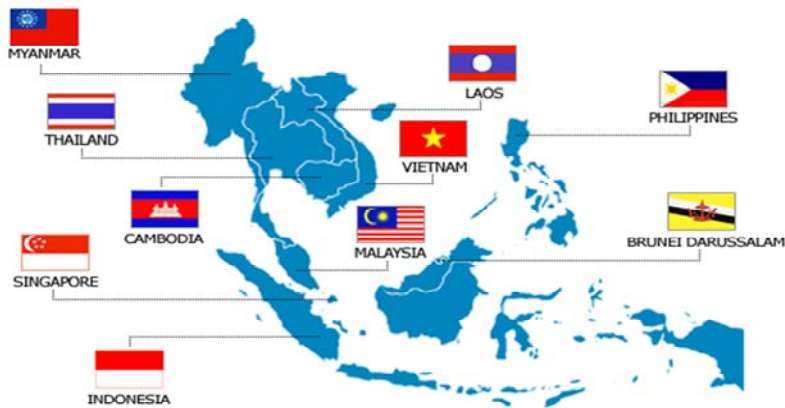 MYANMAR
LAOS
PHILIPPINES
THAILAND
VIETNAM
CAMBODIA
MALAYSIA
BRUNEI DARUSSALAM
SINGAPORE
INDONESIA